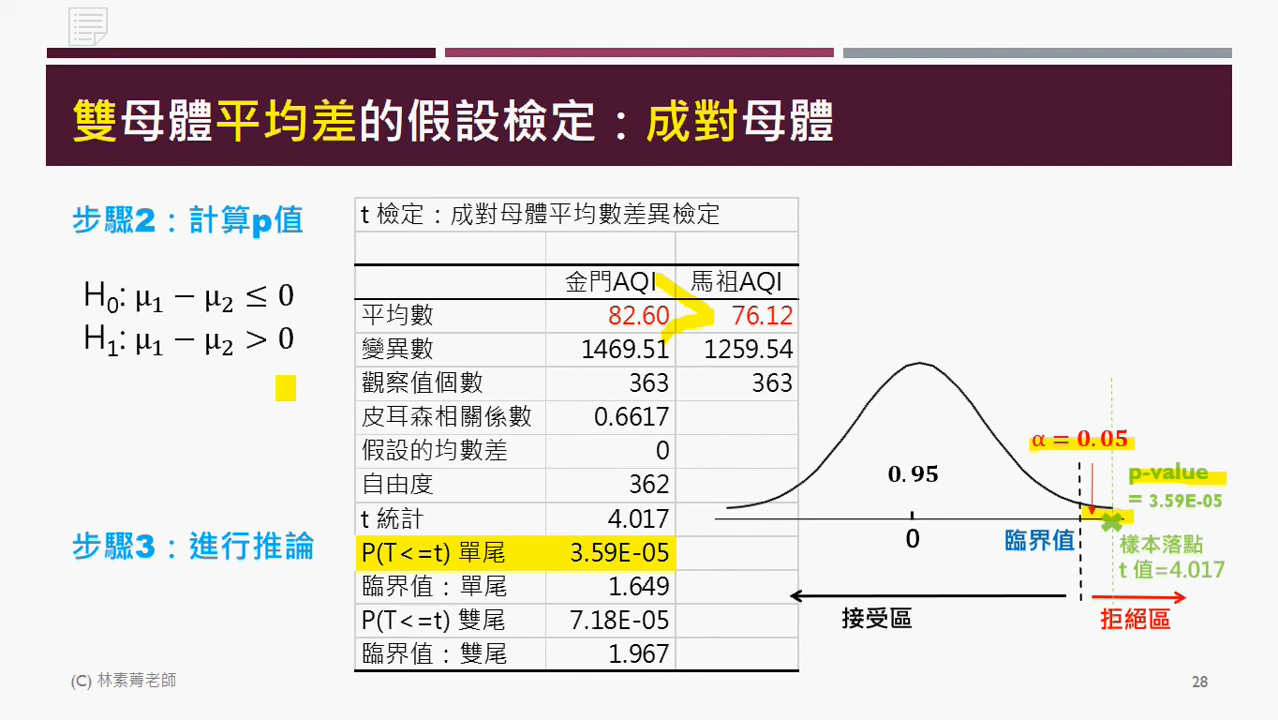 雙母體平均差的假設檢定：成對母體
步驟2：計算p值
H₀: μ₁ − μ₂ ≤ 0
H₁: μ₁ − μ₂ > 0
步驟3：進行推論
t 檢定：成對母體平均數差異檢定
金門AQI 馬祖AQI
平均數 82.60 76.12
變異數 1469.51 1259.54
觀察值個數 363 363
皮耳森相關係數 0.6617
假設的均數差 0
自由度 362
t 統計 4.017
P(T<=t) 單尾 3.59E-05
臨界值：單尾 1.649
P(T<=t) 雙尾 7.18E-05
臨界值：雙尾 1.967
α = 0.05
0.95
p-value
= 3.59E-05
0
臨界值
樣本落點
t 值=4.017
接受區
拒絕區
(C) 林素菁老師
28